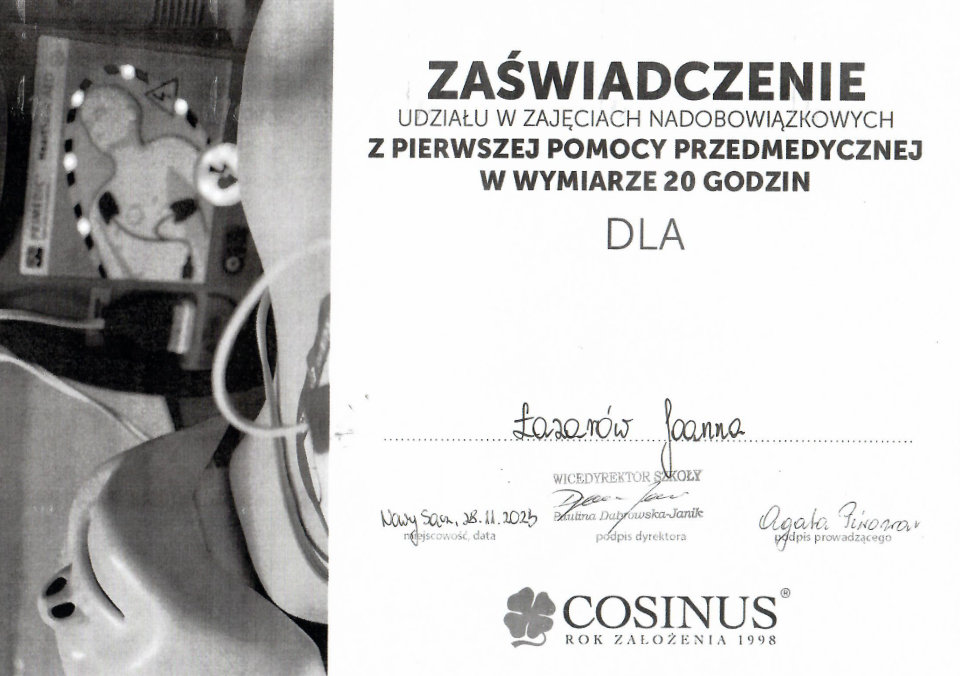 ZAŚWIADCZENIE
UDZIAŁU W ZAJĘCIACH NADOBOWIĄZKOWYCH
Z PIERWSZEJ POMOCY PRZEDMEDYCZNEJ
W WYMIARZE 20 GODZIN
DLA
Łazarów Joanna
WICEDYREKTOR SZKOŁY
Paulina Dąbrowska-Janik
Nowy Sącz, 28.11.2023
Agata
miejscowość, data
podpis dyrektora
podpis prowadzącego
COSINUS®
ROK ZAŁOŻENIA 1998